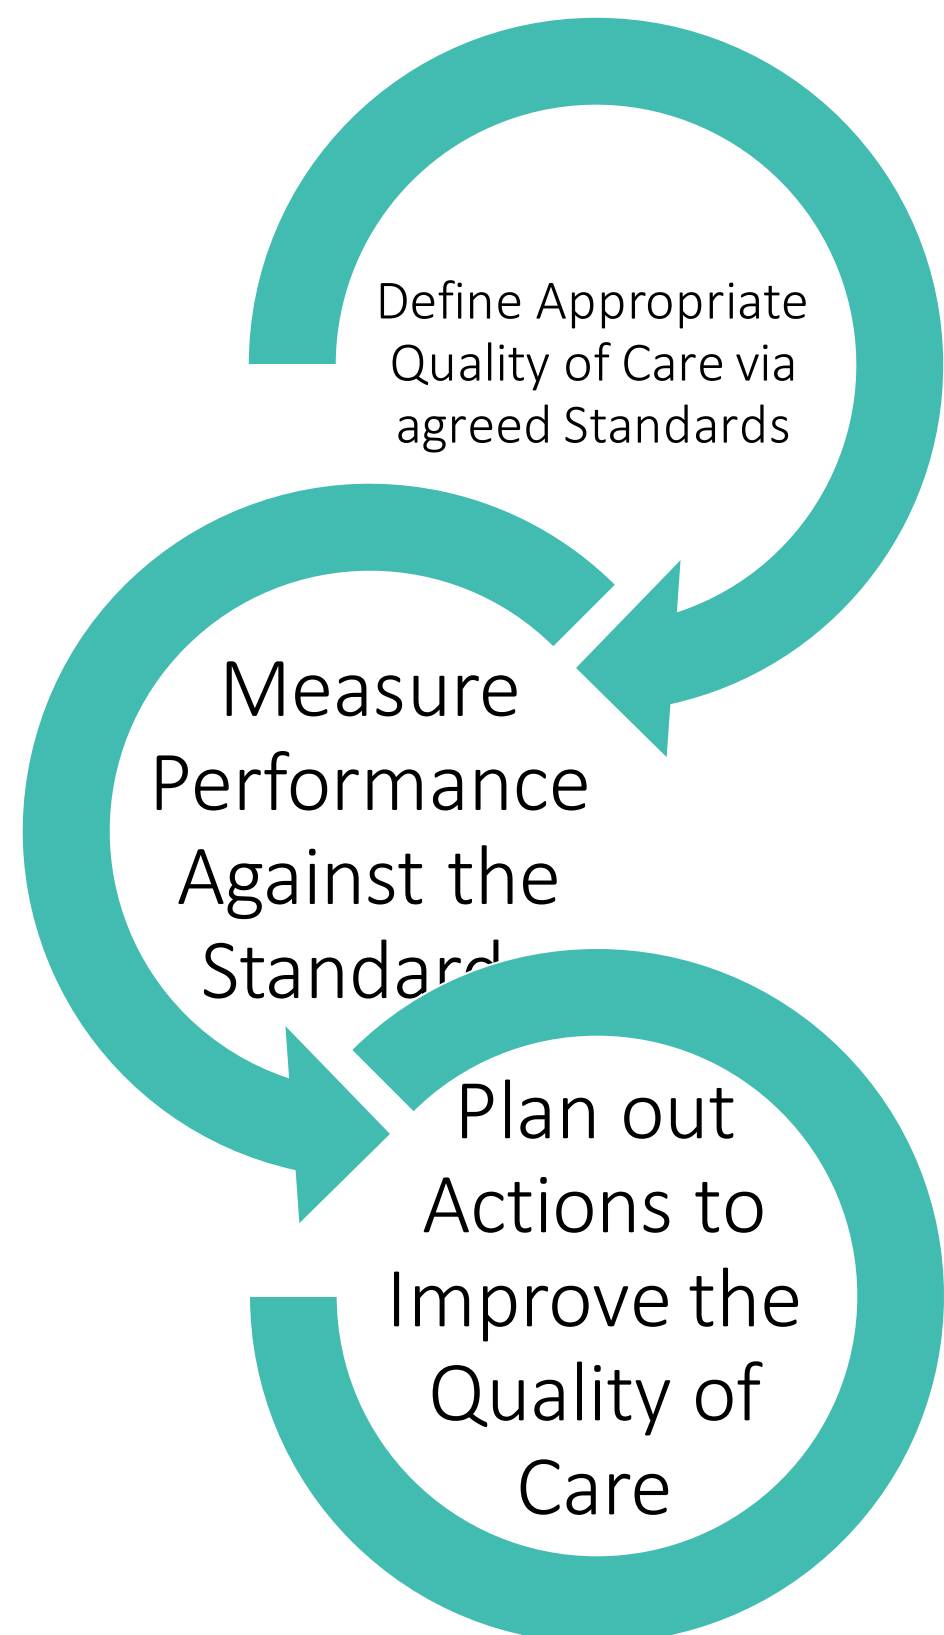 Define Appropriate
Quality of Care via
agreed Standards
Measure
Performance
Against the
Standard
Plan out
Actions to
Improve the
Quality of
Care